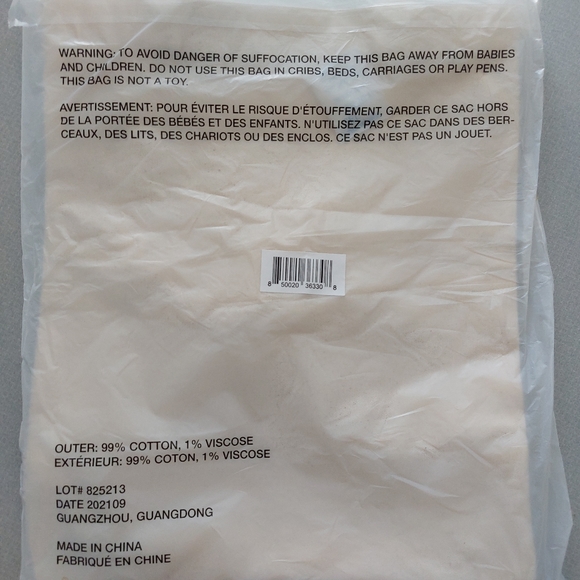 WARNING: TO AVOID DANGER OF SUFFOCATION, KEEP THIS BAG AWAY FROM BABIES
AND CHILDREN. DO NOT USE THIS BAG IN CRIBS, BEDS, CARRIAGES OR PLAY PENS.
THIS BAG IS NOT A TOY.
AVERTISSEMENT: POUR ÉVITER LE RISQUE D'ÉTOUFFEMENT, GARDER CE SAC HORS
DE LA PORTÉE DES BÉBÉS ET DES ENFANTS. N'UTILISEZ PAS CE SAC DANS DES BER-
CEAUX, DES LITS, DES CHARIOTS OU DES ENCLOS. CE SAC N'EST PAS UN JOUET.
8 50020 36330 8
OUTER: 99% COTTON, 1% VISCOSE
EXTÉRIEUR: 99% COTON, 1% VISCOSE
LOT# 825213
DATE 202109
GUANGZHOU, GUANGDONG
MADE IN CHINA
FABRIQUÉ EN CHINE